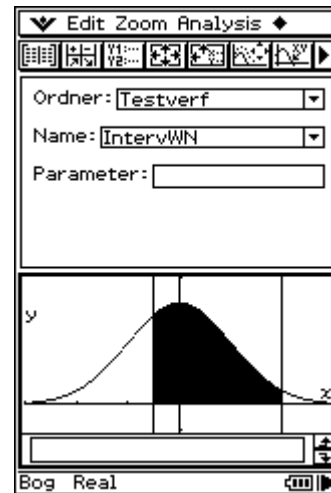 Edit Zoom Analysis
Ordner: Testverf
Name: IntervWN
Parameter:
y
x
Bog Real